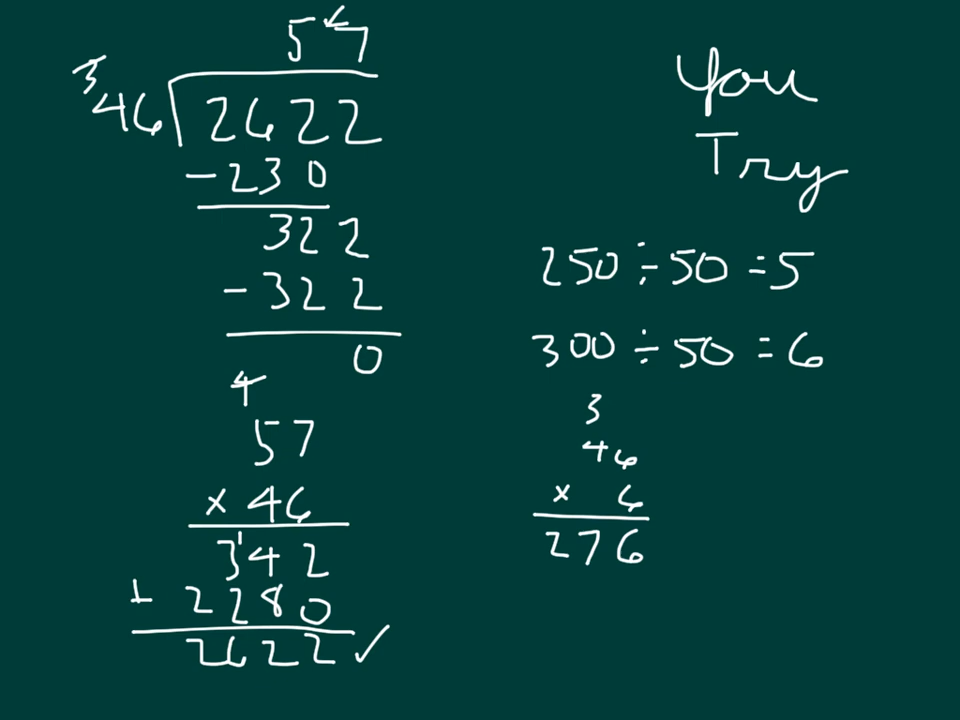 57
3
46 2622
-230
322
-322
0
4
57
x 46
342
1
+ 2280
2622 ✓
You
Try
250 ÷ 50 = 5
300 ÷ 50 = 6
3
46
x 6
276